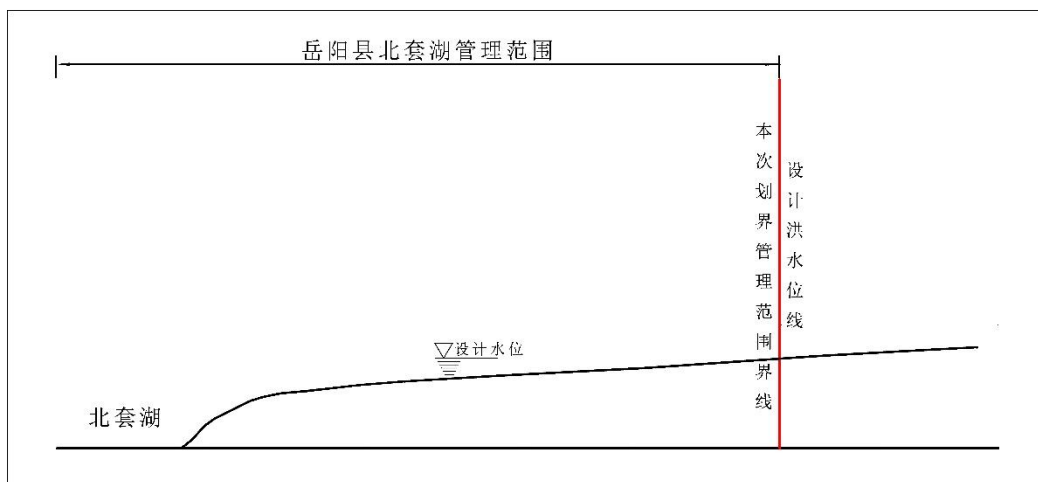 岳阳县北套湖管理范围
本次划界管理范围界线
设计洪水位线
设计水位
北套湖